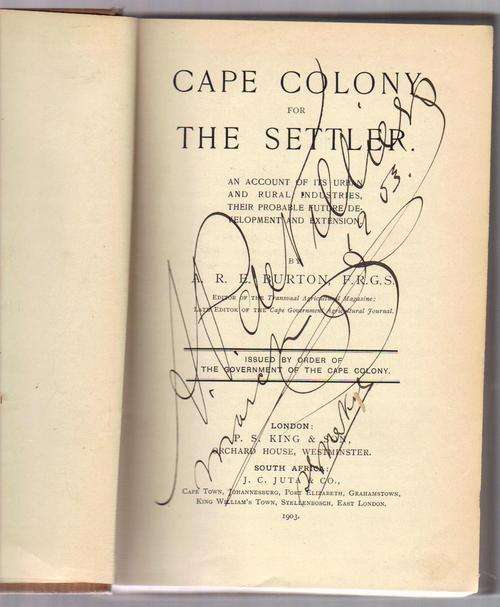 CAPE COLONY
FOR
THE SETTLER.
AN ACCOUNT OF ITS URBAN
AND RURAL INDUSTRIES,
THEIR PROBABLE FUTURE DE-
VELOPMENT AND EXTENSION.
BY
A. R. E. BURTON, F.R.G.S.
EDITOR OF THE Transvaal Agricultural Magazine;
LATE EDITOR OF THE Cape Government Agricultural Journal.
ISSUED BY ORDER OF
THE GOVERNMENT OF THE CAPE COLONY.
LONDON:
P. S. KING & SON,
ORCHARD HOUSE, WESTMINSTER.
SOUTH AFRICA:
J. C. JUTA & CO.,
CAPE TOWN, JOHANNESBURG, PORT ELIZABETH, GRAHAMSTOWN,
KING WILLIAM'S TOWN, STELLENBOSCH, EAST LONDON.
1903.